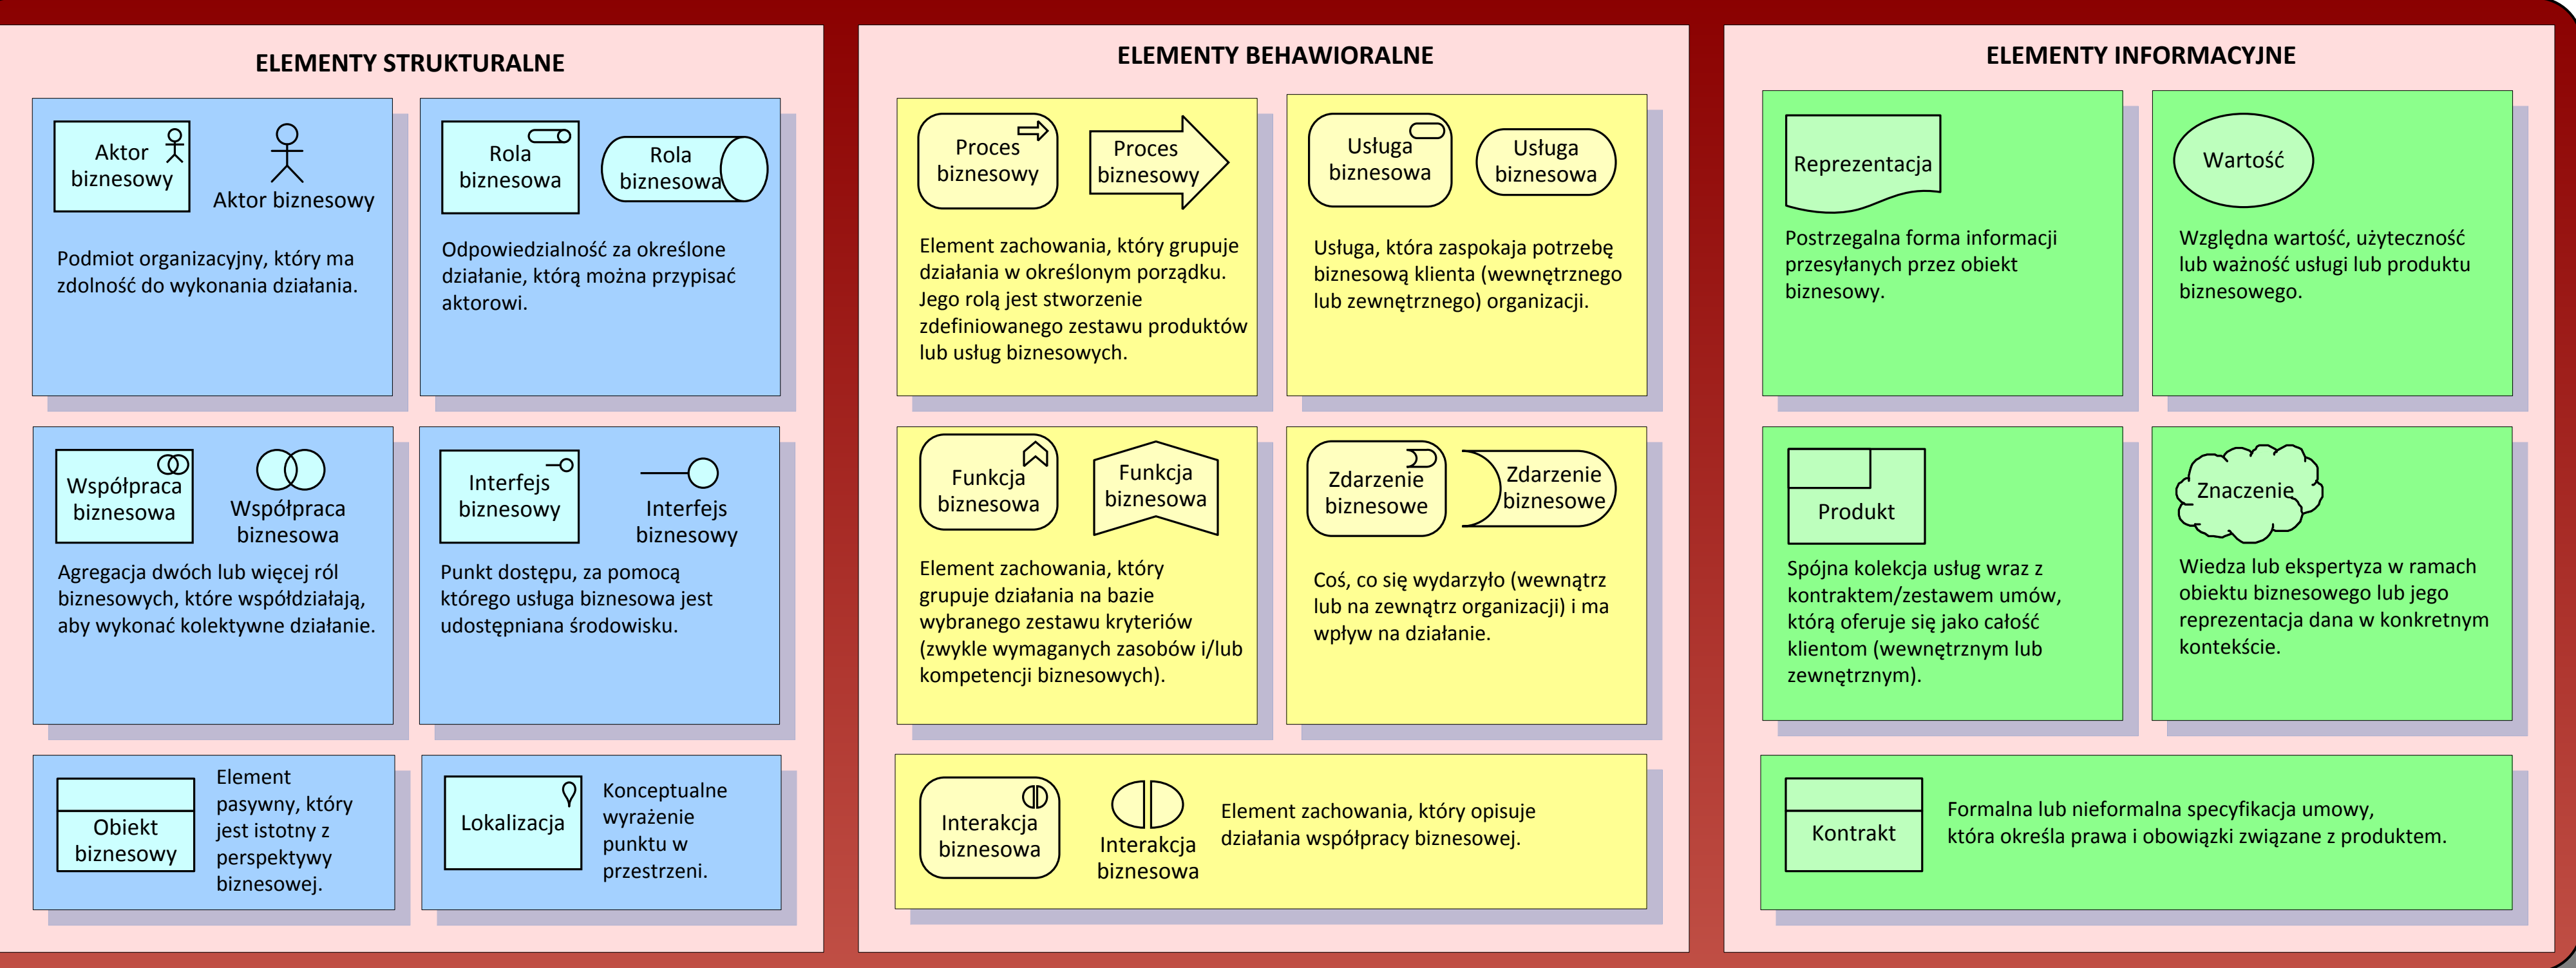 ELEMENTY STRUKTURALNE
Aktor
biznesowy
Aktor biznesowy
Podmiot organizacyjny, który ma
zdolność do wykonania działania.
Rola
biznesowa
Rola
biznesowa
Odpowiedzialność za określone
działanie, którą można przypisać
aktorowi.
Współpraca
biznesowa
Współpraca
biznesowa
Agregacja dwóch lub więcej ról
biznesowych, które współdziałają,
aby wykonać kolektywne działanie.
Interfejs
biznesowy
Interfejs
biznesowy
Punkt dostępu, za pomocą
którego usługa biznesowa jest
udostępniana środowisku.
Obiekt
biznesowy
Element
pasywny, który
jest istotny z
perspektywy
biznesowej.
Lokalizacja
Konceptualne
wyrażenie
punktu w
przestrzeni.
ELEMENTY BEHAWIORALNE
Proces
biznesowy
Proces
biznesowy
Element zachowania, który grupuje
działania w określonym porządku.
Jego rolą jest stworzenie
zdefiniowanego zestawu produktów
lub usług biznesowych.
Usługa
biznesowa
Usługa
biznesowa
Usługa, która zaspokaja potrzebę
biznesową klienta (wewnętrznego
lub zewnętrznego) organizacji.
Funkcja
biznesowa
Funkcja
biznesowa
Element zachowania, który
grupuje działania na bazie
wybranego zestawu kryteriów
(zwykle wymaganych zasobów i/lub
kompetencji biznesowych).
Zdarzenie
biznesowe
Zdarzenie
biznesowe
Coś, co się wydarzyło (wewnątrz
lub na zewnątrz organizacji) i ma
wpływ na działanie.
Interakcja
biznesowa
Interakcja
biznesowa
Element zachowania, który opisuje
działania współpracy biznesowej.
ELEMENTY INFORMACYJNE
Reprezentacja
Postrzegalna forma informacji
przesyłanych przez obiekt
biznesowy.
Wartość
Względna wartość, użyteczność
lub ważność usługi lub produktu
biznesowego.
Produkt
Spójna kolekcja usług wraz z
kontraktem/zestawem umów,
którą oferuje się jako całość
klientom (wewnętrznym lub
zewnętrznym).
Znaczenie
Wiedza lub ekspertyza w ramach
obiektu biznesowego lub jego
reprezentacja dana w konkretnym
kontekście.
Kontrakt
Formalna lub nieformalna specyfikacja umowy,
która określa prawa i obowiązki związane z produktem.